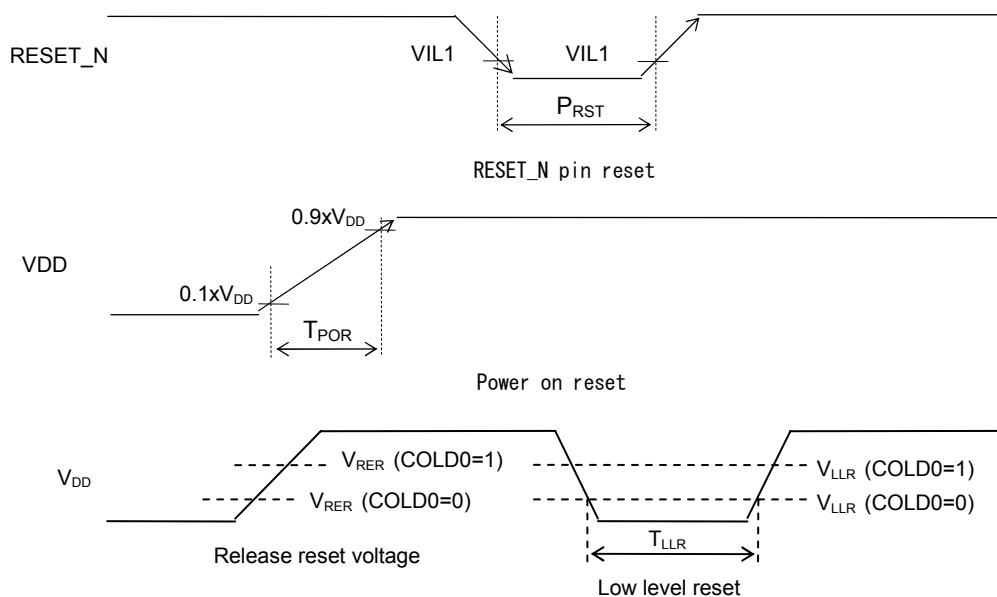 RESET_N
VIL1
VIL1
PRST
RESET_N pin reset
0.9xVDD
VDD
0.1xVDD
TPOR
Power on reset
VDD
VRER (COLD0=1)
VLLR (COLD0=1)
VRER (COLD0=0)
VLLR (COLD0=0)
TLLR
Release reset voltage
Low level reset